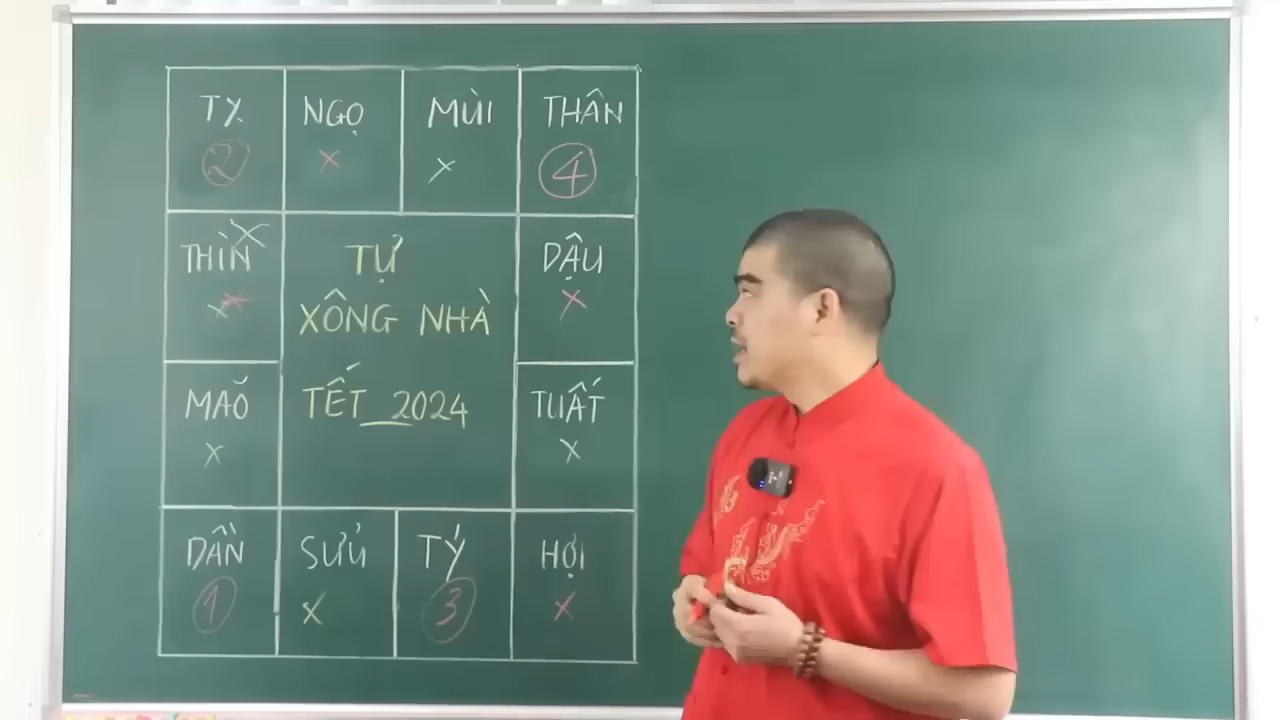 TỴ NGỌ MÙI THÂN
② × × ④
THÌN TỰ DẬU
× XÔNG NHÀ ×
MAÕ TẾT 2024 TUẤT
× ×
DẦN SỬU TÝ HỢI
① × ③ ×